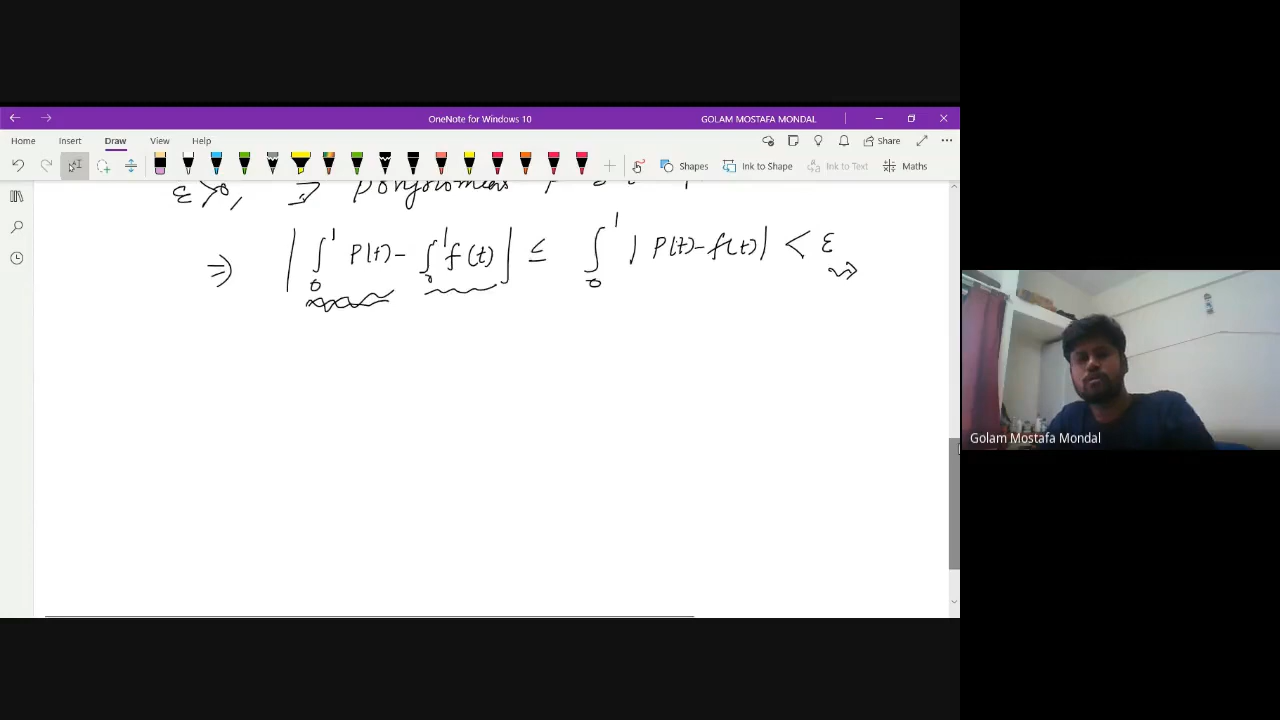 OneNote for Windows 10
GOLAM MOSTAFA MONDAL
Home Insert Draw View Help
Share
Shapes Ink to Shape Ink to Text Maths
ε>0, ∃ polynomial
⇒ |∫₀¹ P(t) - ∫₀¹ f(t)| ≤ ∫₀¹ |P(t) - f(t)| < ε
Golam Mostafa Mondal